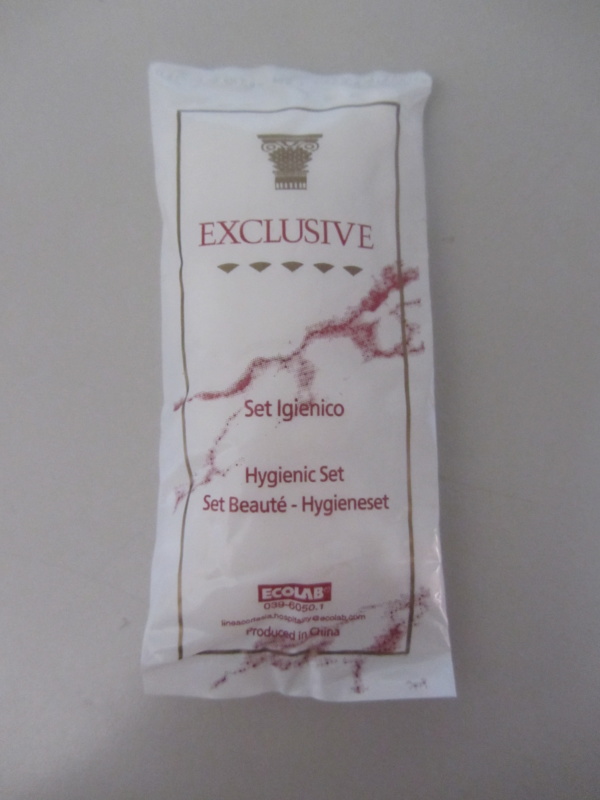 EXCLUSIVE
Set Igienico
Hygienic Set
Set Beauté - Hygieneset
ECOLAB
039-6050.1
Produced in China